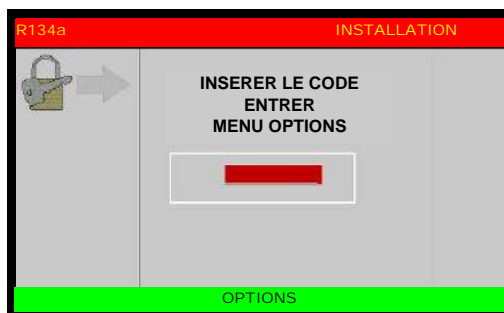 R134a INSTALLATION
INSERER LE CODE
ENTRER
MENU OPTIONS
OPTIONS